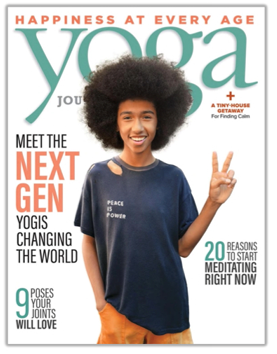 HAPPINESS AT EVERY AGE
yoga
JOU
+
A TINY-HOUSE
GETAWAY
For Finding Calm
MEET THE
NEXT
GEN
YOGIS
CHANGING
THE WORLD
PEACE
IS
POWER
20 REASONS
TO START
MEDITATING
RIGHT NOW
9 POSES
YOUR
JOINTS
WILL LOVE